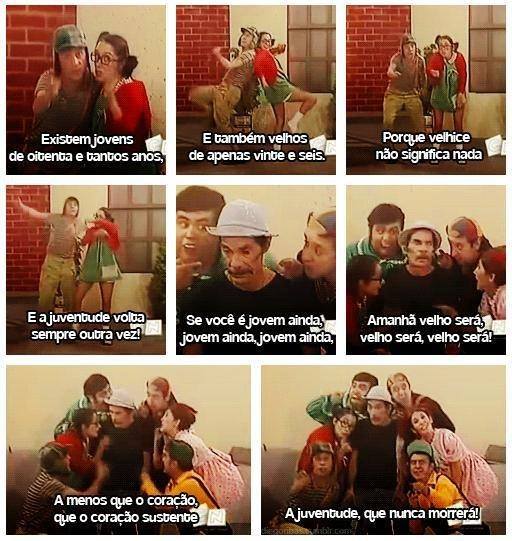 Existem jovens
de oitenta e tantos anos,
E também velhos
de apenas vinte e seis.
Porque velhice
não significa nada
E a juventude volta
sempre outra vez!
Se você é jovem ainda,
jovem ainda, jovem ainda,
Amanhã velho será,
velho será, velho será!
A menos que o coração,
que o coração sustente
A juventude, que nunca morrerá!